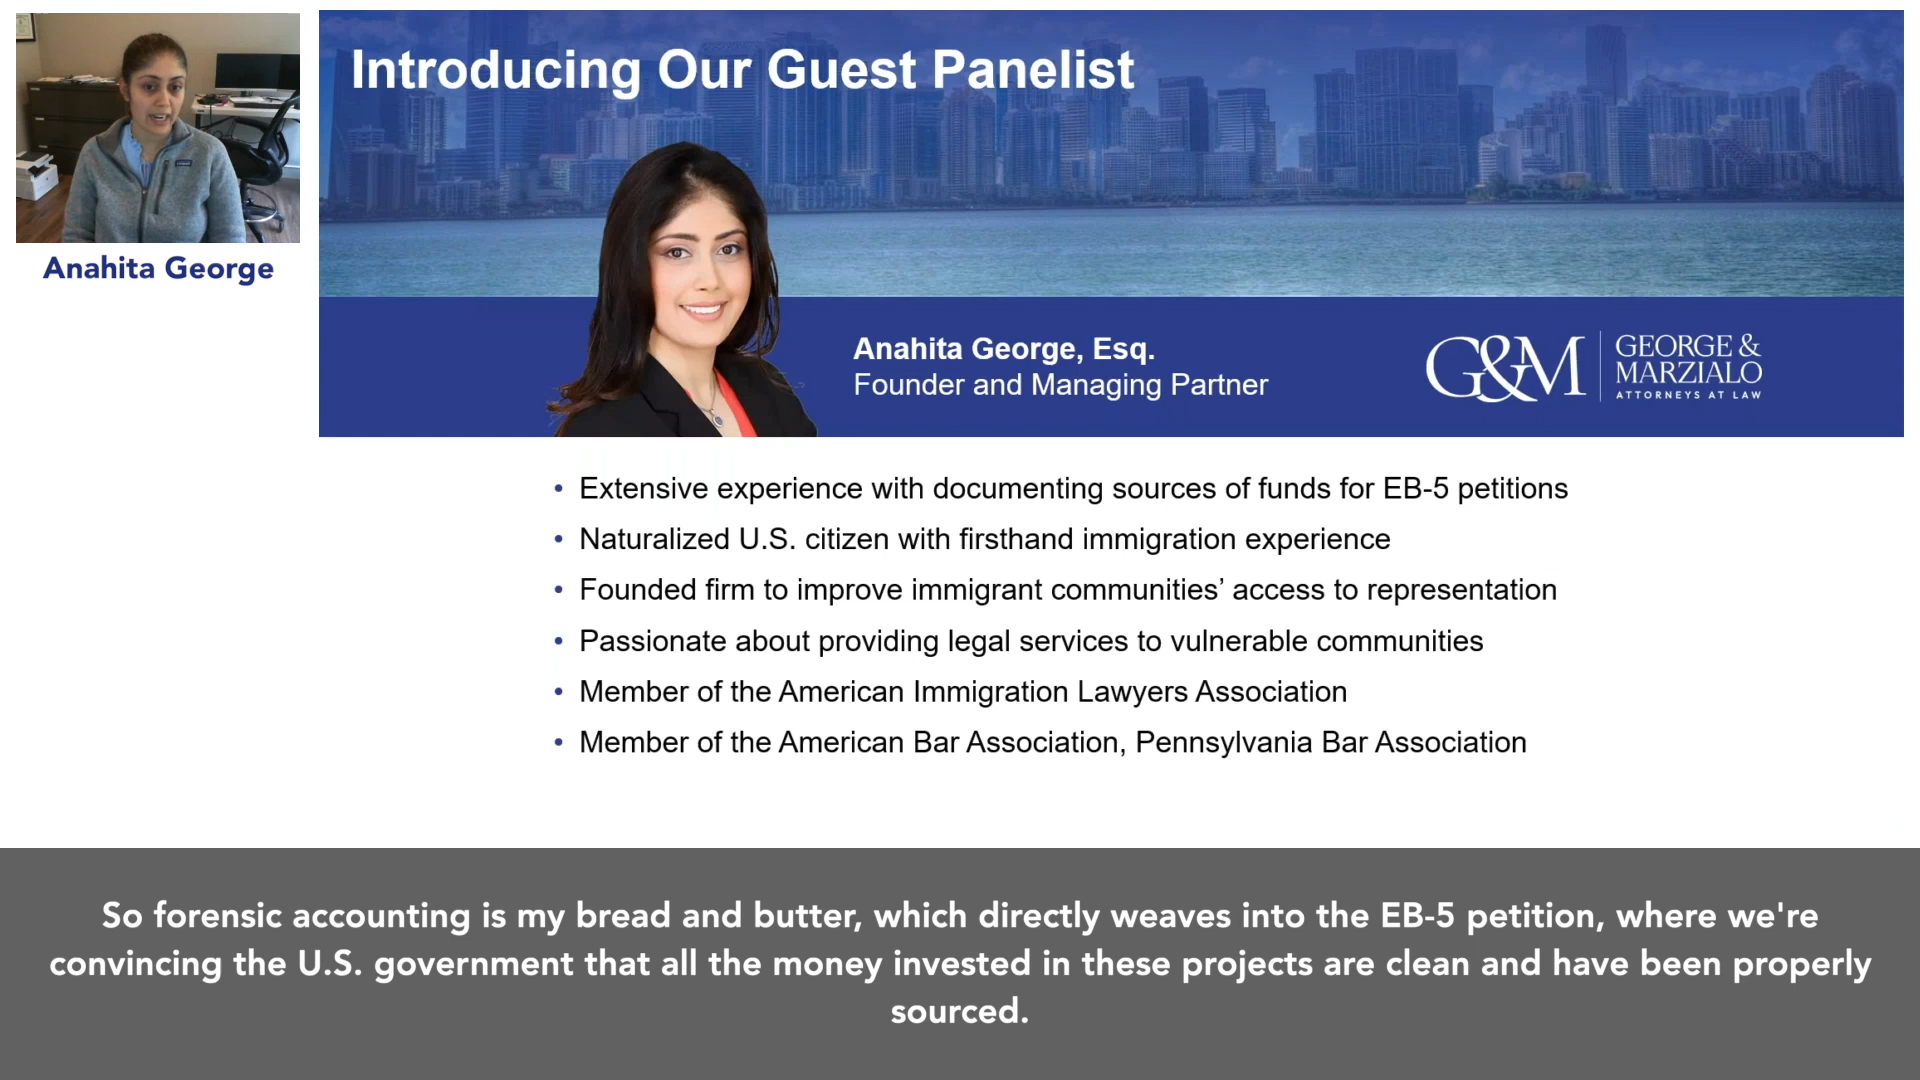 Introducing Our Guest Panelist
Anahita George
Anahita George, Esq.
Founder and Managing Partner
G&M
GEORGE &
MARZIALO
ATTORNEYS AT LAW
• Extensive experience with documenting sources of funds for EB-5 petitions
• Naturalized U.S. citizen with firsthand immigration experience
• Founded firm to improve immigrant communities’ access to representation
• Passionate about providing legal services to vulnerable communities
• Member of the American Immigration Lawyers Association
• Member of the American Bar Association, Pennsylvania Bar Association
So forensic accounting is my bread and butter, which directly weaves into the EB-5 petition, where we're
convincing the U.S. government that all the money invested in these projects are clean and have been properly
sourced.